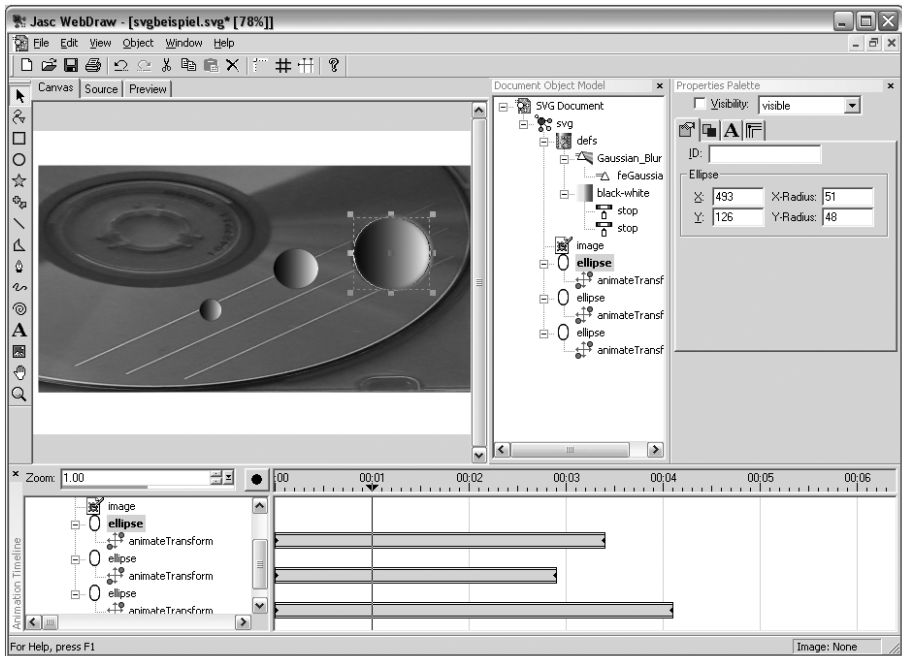 Jasc WebDraw - [svgbeispiel.svg* [78%]]
File Edit View Object Window Help
Canvas Source Preview
Document Object Model
SVG Document
svg
defs
Gaussian_Blur
feGaussia
black-white
stop
stop
image
ellipse
animateTransf
ellipse
animateTransf
ellipse
animateTransf
Properties Palette
Visibility: visible
A
ID:
Ellipse
X: 493 X-Radius: 51
Y: 126 Y-Radius: 48
A
Zoom: 1.00
:00 00:01 00:02 00:03 00:04 00:05 00:06
Animation Timeline
image
ellipse
animateTransform
ellipse
animateTransform
ellipse
animateTransform
For Help, press F1
Image: None